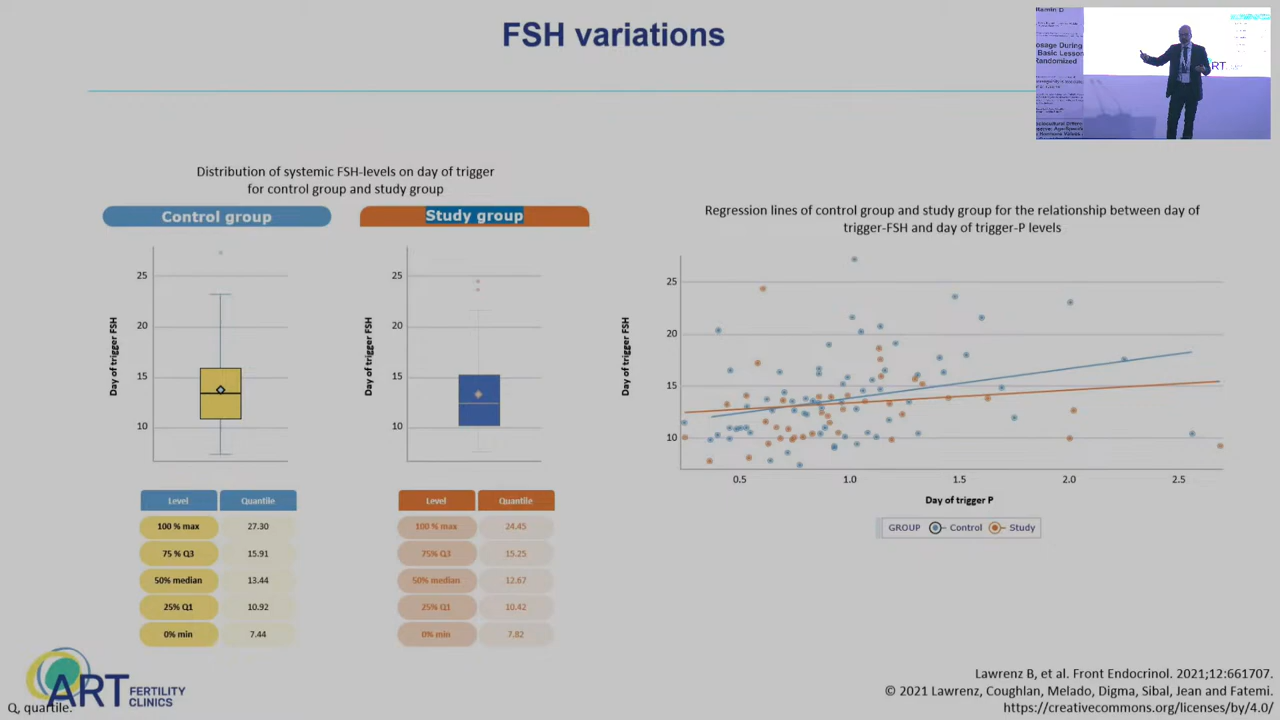 FSH variations
Distribution of systemic FSH-levels on day of trigger
for control group and study group
Control group
Study group
Day of trigger FSH
25
20
15
10
Day of trigger FSH
25
20
15
10
Level Quantile
100 % max 27.30
75 % Q3 15.91
50% median 13.44
25% Q1 10.92
0% min 7.44
Level Quantile
100 % max 24.45
75% Q3 15.25
50% median 12.67
25% Q1 10.42
0% min 7.82
Regression lines of control group and study group for the relationship between day of
trigger-FSH and day of trigger-P levels
Day of trigger FSH
25
20
15
10
0.5 1.0 1.5 2.0 2.5
Day of trigger P
GROUP Control Study
osage During
Basic Lesson
Randomized
ART
ART FERTILITY
CLINICS
Q, quartile.
Lawrenz B, et al. Front Endocrinol. 2021;12:661707.
© 2021 Lawrenz, Coughlan, Melado, Digma, Sibal, Jean and Fatemi.
https://creativecommons.org/licenses/by/4.0/